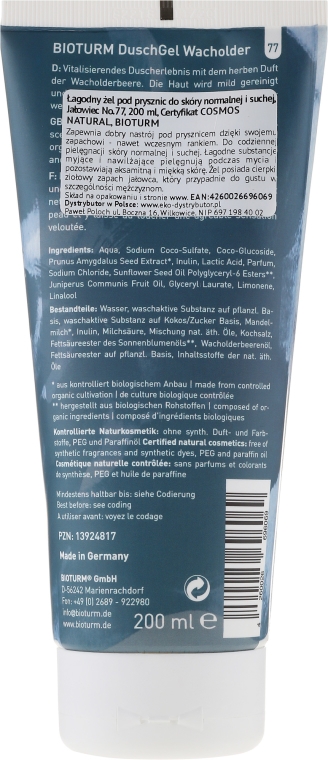 BIOTURM DuschGel Wacholder 77
D: Vitalisierendes Duscherlebnis mit dem herben Duft
der Wacholderbeere. Die Haut wird mild gereinigt
Łagodny żel pod prysznic do skóry normalnej i suchej,
Jałowiec No.77, 200 ml, Certyfikat COSMOS
NATURAL, BIOTURM
Zapewnia dobry nastrój pod prysznicem dzięki swojemu
zapachowi - nawet wczesnym rankiem. Do codziennej
pielęgnacji skóry normalnej i suchej. Łagodne substancje
myjące i nawilżające pielęgnują podczas mycia i
pozostawiają aksamitną i miękką skórę. Żel posiada cierpki
ziołowy zapach jałowca, który przypadnie do gustu w
szczególności mężczyznom.
Skład na opakowaniu i stronie www. EAN:4260026696069
Dystrybutor w Polsce: www.eko-dystrybutor.pl
Paweł Poloch ul. Boczna 16, Wilkowice, NIP 697 198 40 02
veloutée.
Ingredients: Aqua, Sodium Coco-Sulfate, Coco-Glucoside,
Prunus Amygdalus Seed Extract*, Inulin, Lactic Acid, Parfum,
Sodium Chloride, Sunflower Seed Oil Polyglyceryl-6 Esters**,
Juniperus Communis Fruit Oil, Glyceryl Laurate, Limonene,
Linalool
Bestandteile: Wasser, waschaktive Substanz auf pflanzl. Ba-
sis, waschaktive Substanz auf Kokos/Zucker Basis, Mandel-
milch*, Inulin, Milchsäure, Mischung nat. äth. Öle, Kochsalz,
Fettsäureester des Sonnenblumenöls**, Wacholderbeerenöl,
Fettsäureester auf pflanzl. Basis, Inhaltsstoffe der nat. äth.
Öle
* aus kontrolliert biologischem Anbau | made from controlled
organic cultivation | de culture biologique contrôlée
** hergestellt aus biologischen Rohstoffen | composed of or-
ganic ingredients | composé d'ingrédients biologiques
Kontrollierte Naturkosmetik: ohne synth. Duft- und Farb-
stoffe, PEG und Paraffinöl Certified natural cosmetics: free of
synthetic fragrances and synthetic dyes, PEG and paraffin oil
Cosmétique naturelle contrôlée: sans parfums et colorants
de synthèse, PEG et huile de paraffine
Mindestens haltbar bis: siehe Codierung
Best before: see coding
A utiliser avant: voyez le codage
PZN: 13924817
Made in Germany
BIOTURM® GmbH
D-56242 Marienrachdorf
Fon: +49 (0) 2689 - 922980
info@bioturm.de
www.bioturm.de
200 ml e